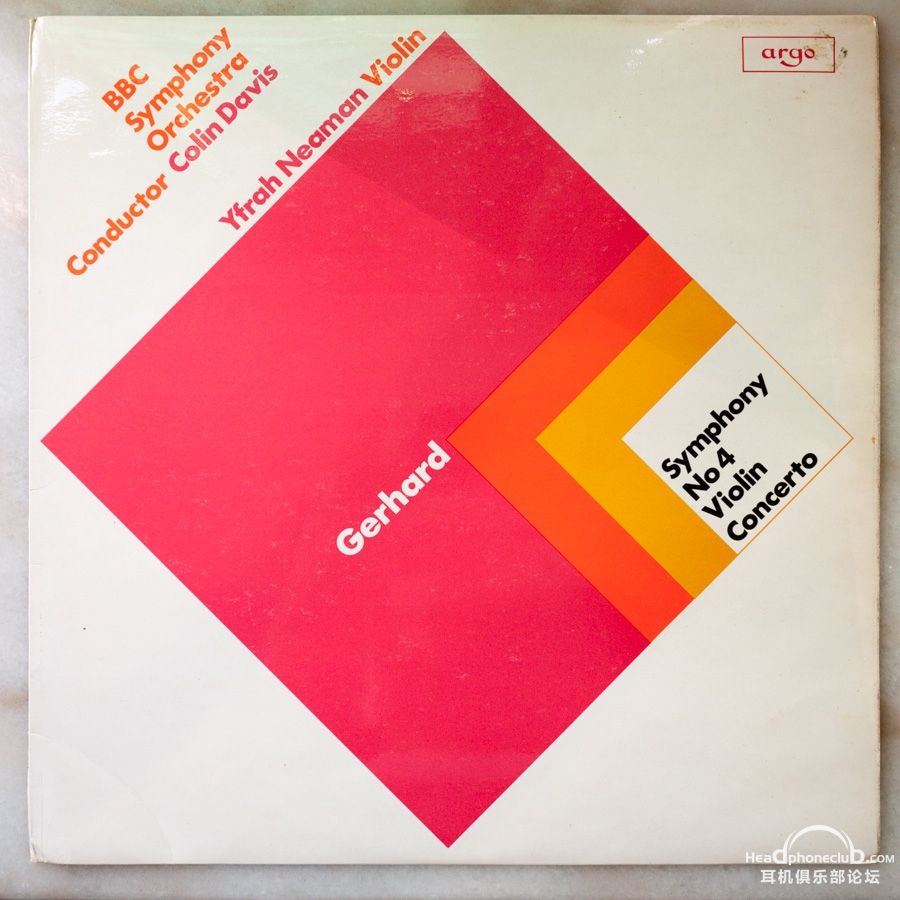 BBC
Symphony
Orchestra
Conductor Colin Davis
Yfrah Neaman Violin
argo
Gerhard
Symphony
No 4
Violin
Concerto
Headphoneclub.com
耳机俱乐部论坛